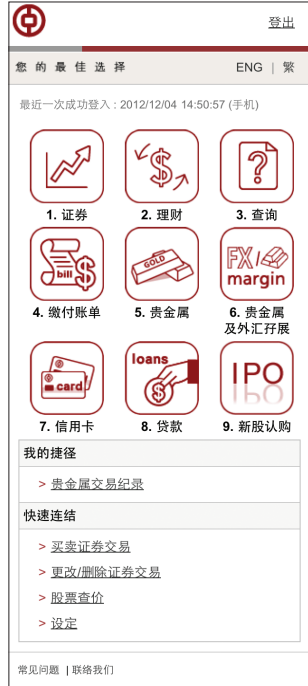 登出
您的最佳选择
ENG | 繁
最近一次成功登入 : 2012/12/04 14:50:57 (手机)
1. 证券
2. 理财
3. 查询
bill
GOLD
FX/
margin
4. 缴付账单
5. 贵金属
6. 贵金属
及外汇孖展
card
loans
IPO
7. 信用卡
8. 贷款
9. 新股认购
我的捷径
> 贵金属交易纪录
快速连结
> 买卖证券交易
> 更改/删除证券交易
> 股票查价
> 设定
常见问题 | 联络我们